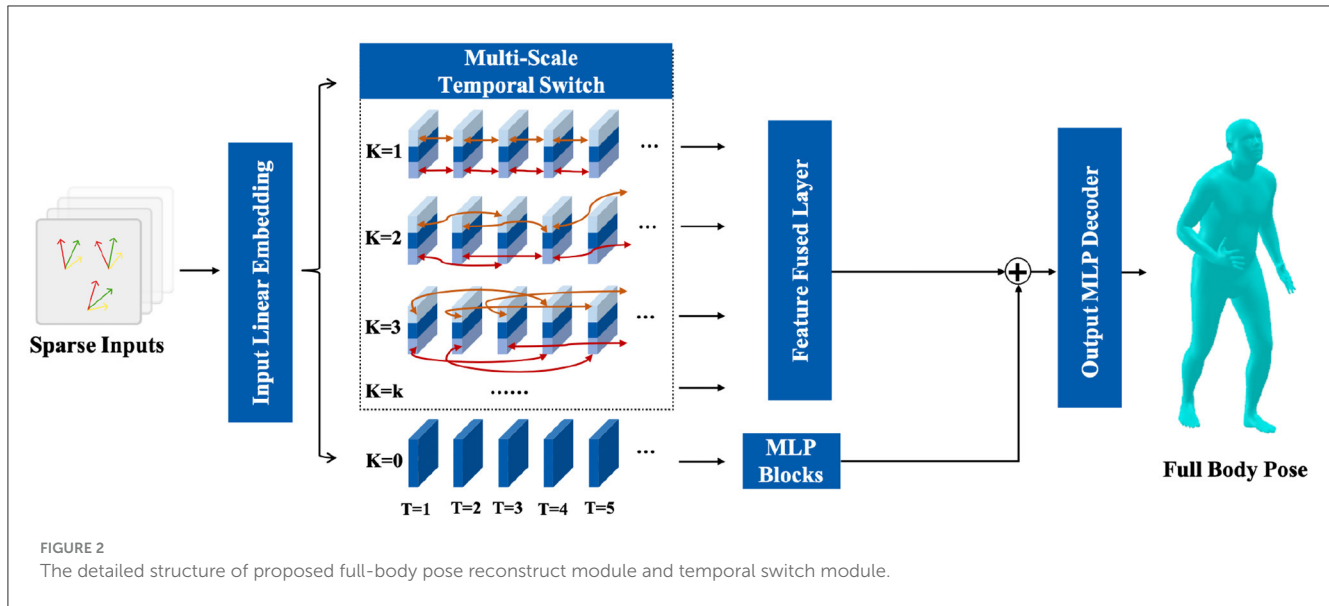 Multi-Scale
Temporal Switch
K=1
...
K=2
...
K=3
...
K=k
......
K=0
...
T=1 T=2 T=3 T=4 T=5
Sparse Inputs
Input Linear Embedding
Feature Fused Layer
MLP
Blocks
+
Output MLP Decoder
Full Body Pose
FIGURE 2
The detailed structure of proposed full-body pose reconstruct module and temporal switch module.